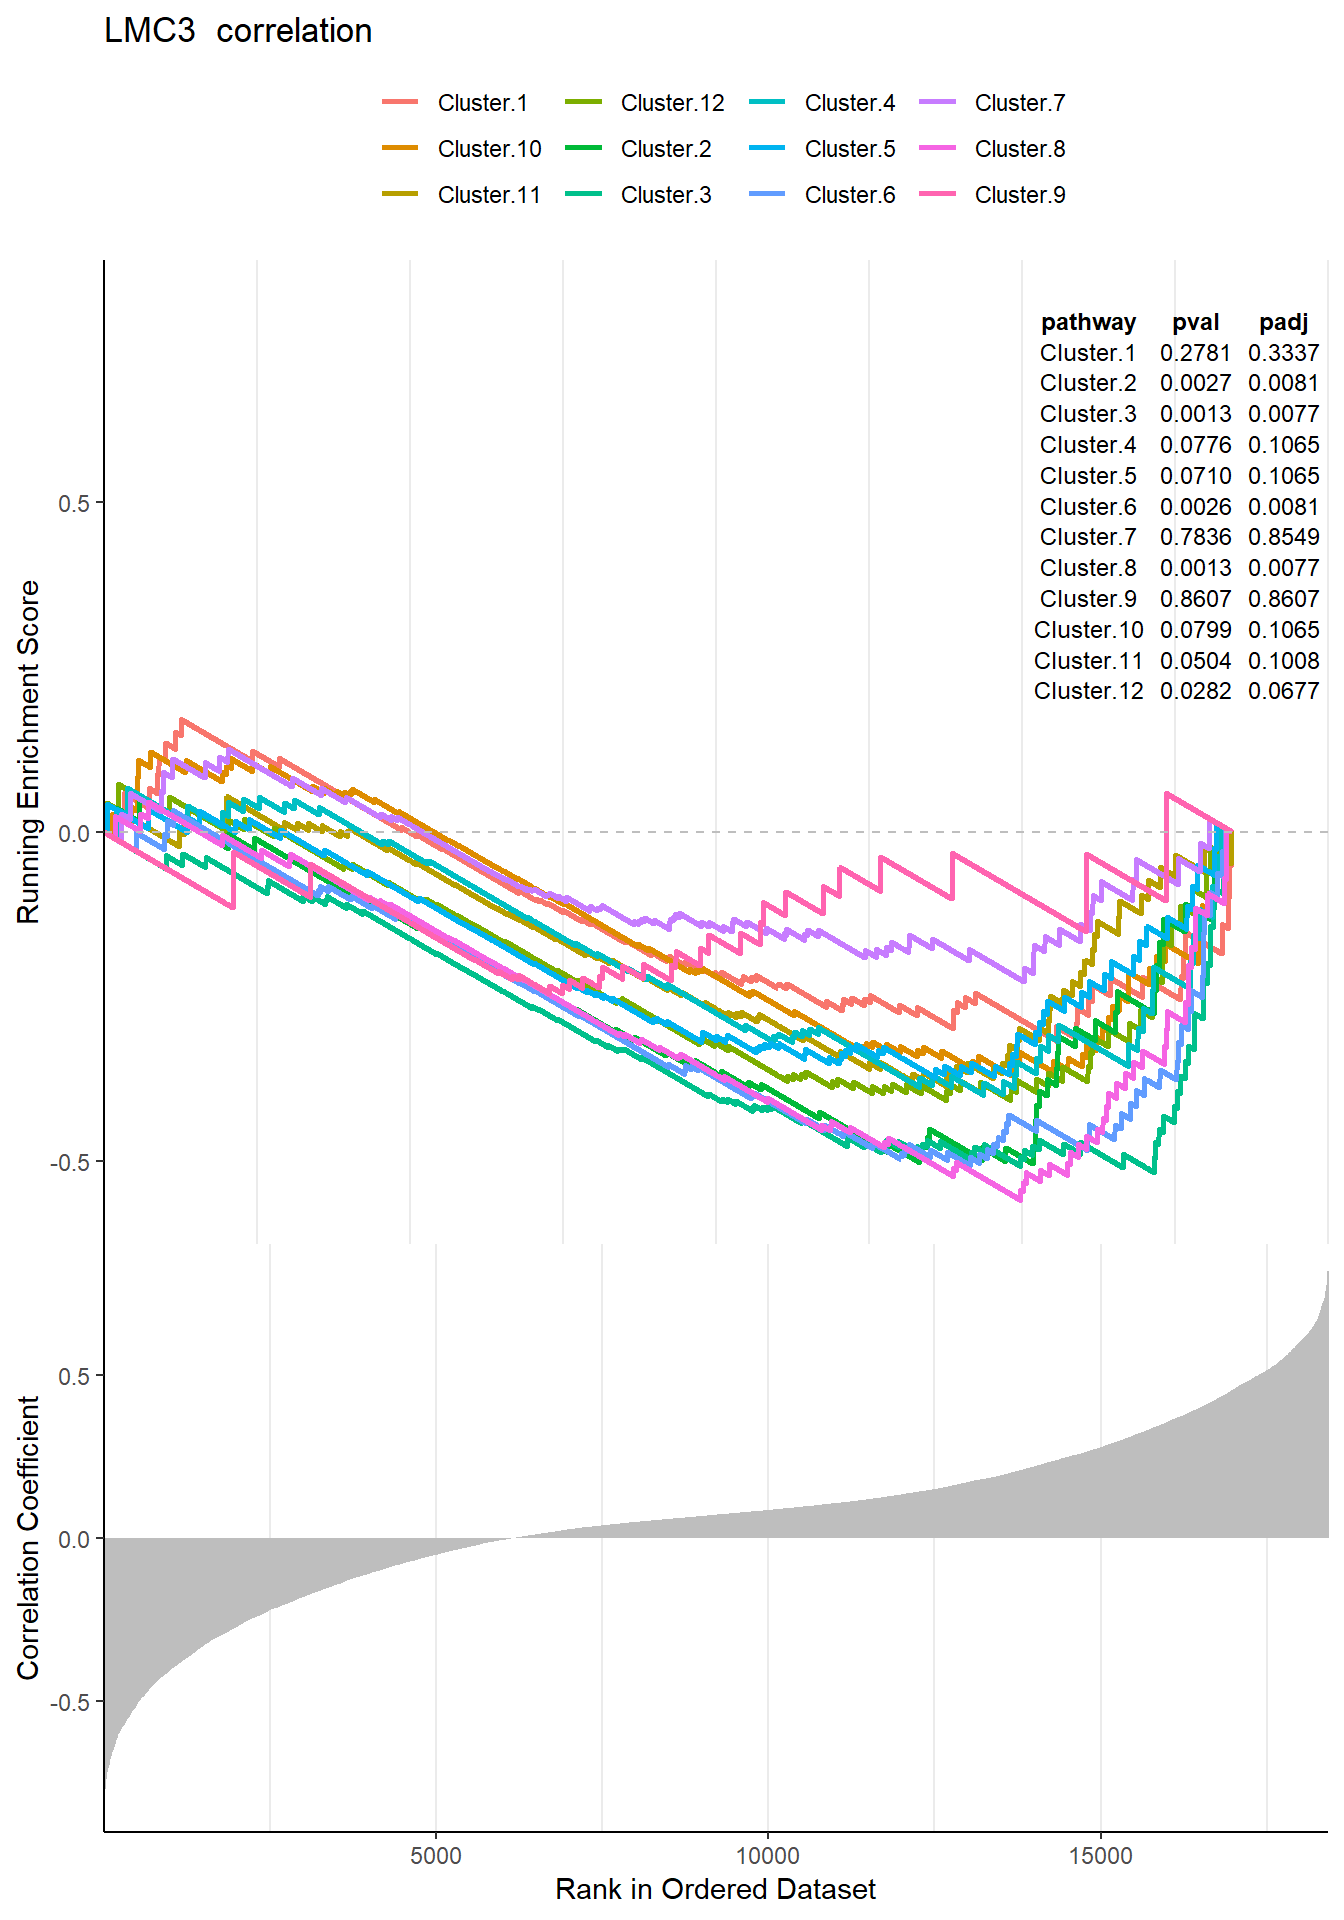 LMC3  correlation
Cluster.1 Cluster.12 Cluster.4 Cluster.7
Cluster.10 Cluster.2 Cluster.5 Cluster.8
Cluster.11 Cluster.3 Cluster.6 Cluster.9
Running Enrichment Score
0.5
0.0
-0.5
pathway pval padj
Cluster.1 0.2781 0.3337
Cluster.2 0.0027 0.0081
Cluster.3 0.0013 0.0077
Cluster.4 0.0776 0.1065
Cluster.5 0.0710 0.1065
Cluster.6 0.0026 0.0081
Cluster.7 0.7836 0.8549
Cluster.8 0.0013 0.0077
Cluster.9 0.8607 0.8607
Cluster.10 0.0799 0.1065
Cluster.11 0.0504 0.1008
Cluster.12 0.0282 0.0677
Correlation Coefficient
0.5
0.0
-0.5
5000 10000 15000
Rank in Ordered Dataset